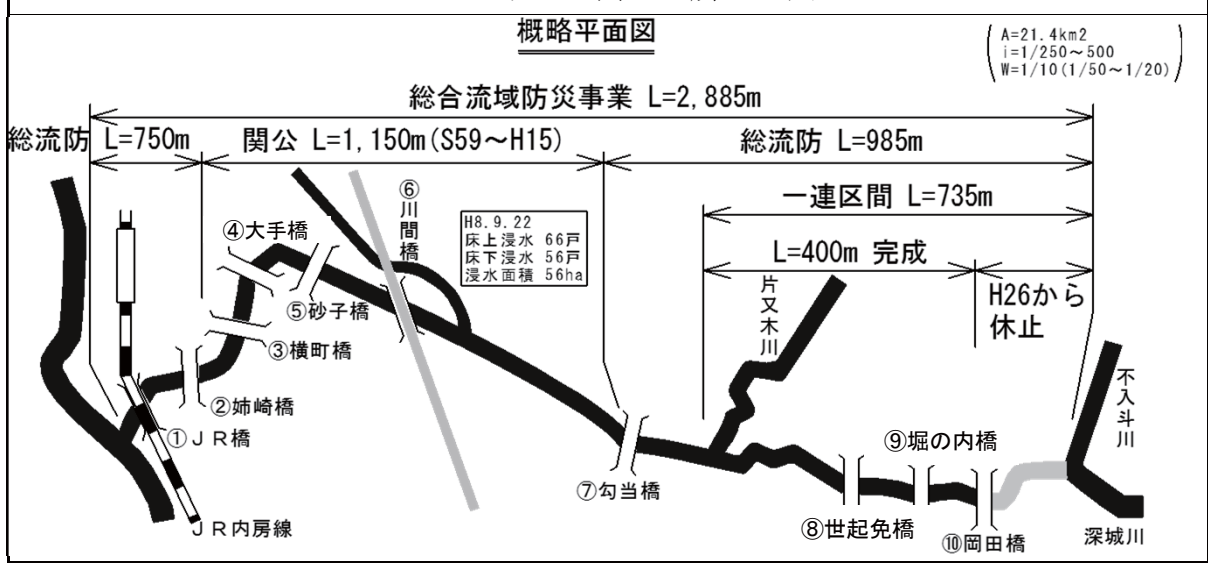 概略平面図
A=21.4km2
i=1/250～500
W=1/10(1/50～1/20)
総合流域防災事業 L=2,885m
総流防 L=750m
関公 L=1,150m(S59～H15)
総流防 L=985m
一連区間 L=735m
L=400m 完成
H26から
休止
④大手橋
⑥川間橋
H8.9.22
床上浸水 66戸
床下浸水 56戸
浸水面積 56ha
⑤砂子橋
③横町橋
②姉崎橋
①ＪＲ橋
ＪＲ内房線
片又木川
不入斗川
⑦勾当橋
⑨堀の内橋
⑧世起免橋
⑩岡田橋
深城川